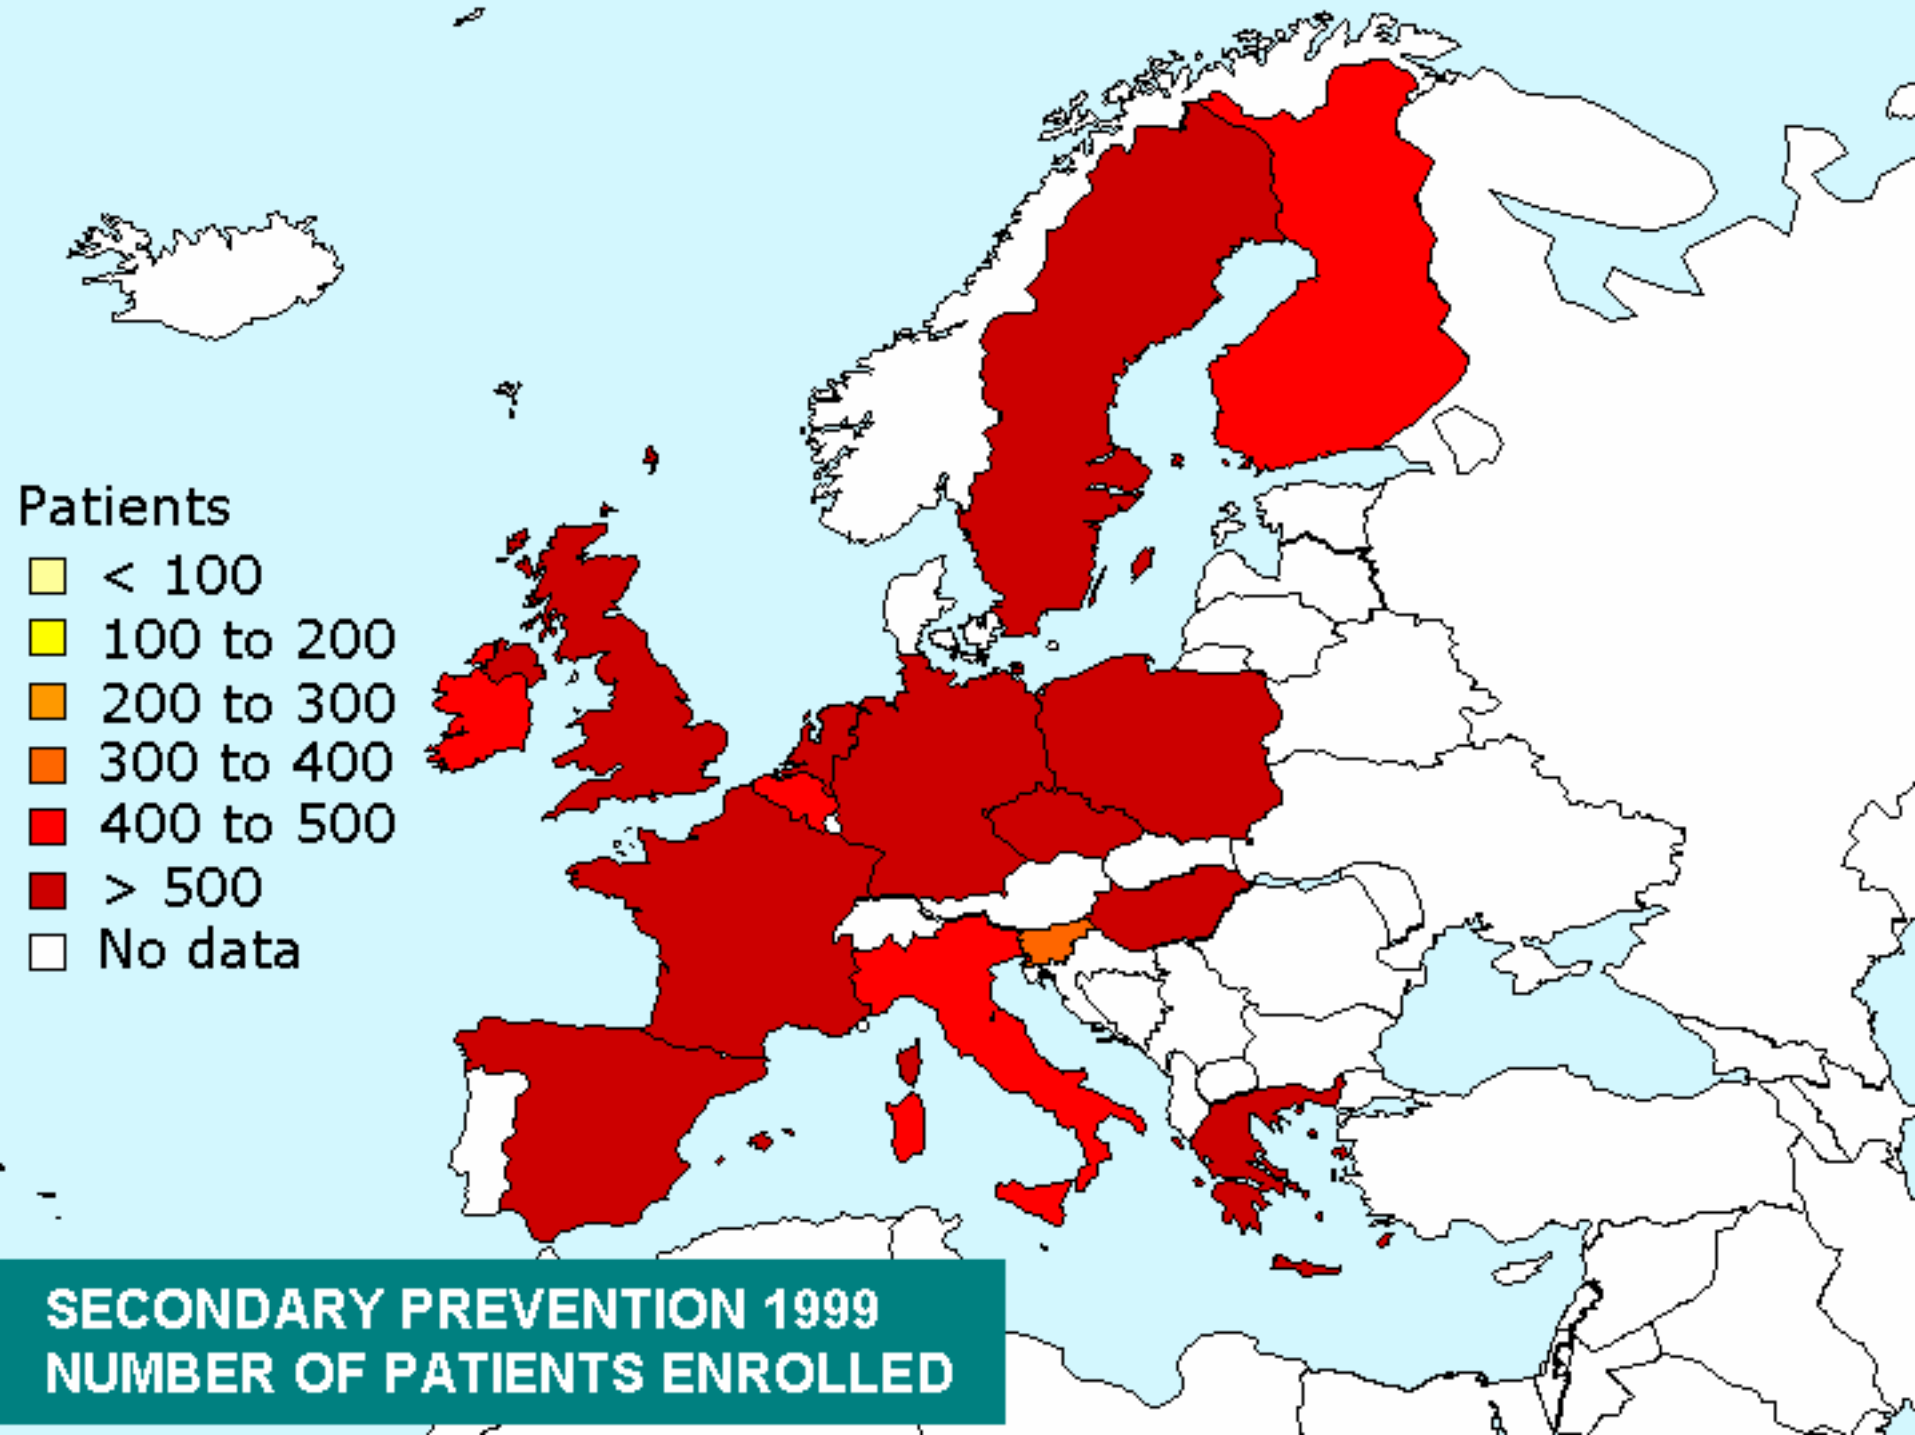 Patients
< 100
100 to 200
200 to 300
300 to 400
400 to 500
> 500
No data
SECONDARY PREVENTION 1999
NUMBER OF PATIENTS ENROLLED